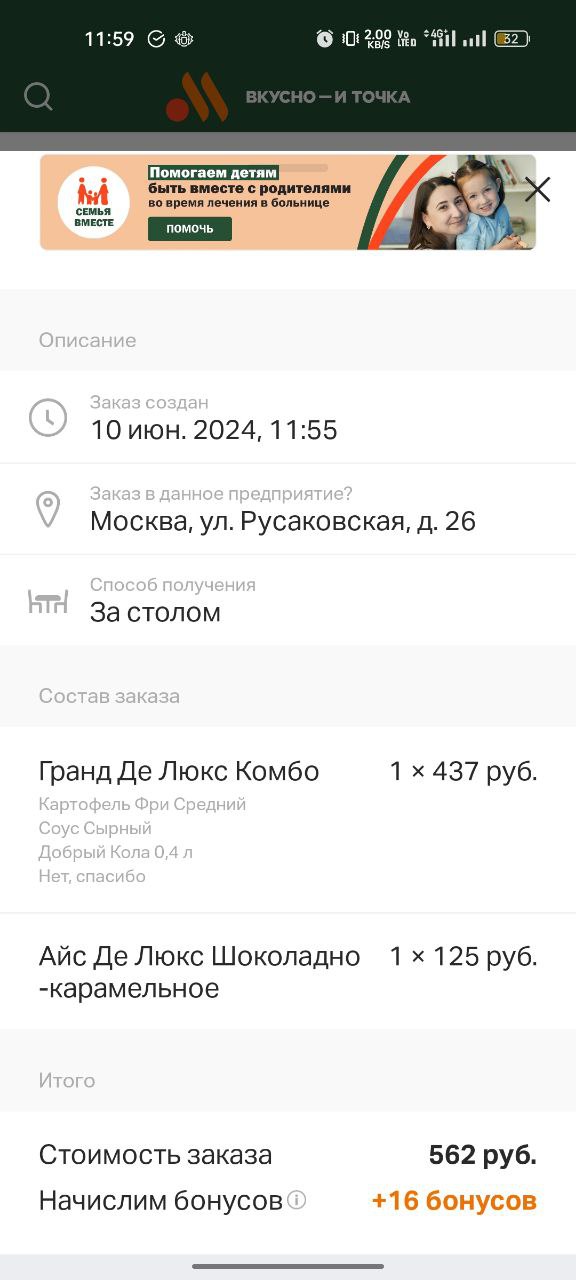 11:59
2.00 KB/S Vo LTED 4G+ 32
ВКУСНО — И ТОЧКА
СЕМЬЯ
ВМЕСТЕ
Помогаем детям
быть вместе с родителями
во время лечения в больнице
ПОМОЧЬ
Описание
Заказ создан
10 июн. 2024, 11:55
Заказ в данное предприятие?
Москва, ул. Русаковская, д. 26
Способ получения
За столом
Состав заказа
Гранд Де Люкс Комбо 1 × 437 руб.
Картофель Фри Средний
Соус Сырный
Добрый Кола 0,4 л
Нет, спасибо
Айс Де Люкс Шоколадно 1 × 125 руб.
-карамельное
Итого
Стоимость заказа 562 руб.
Начислим бонусов +16 бонусов